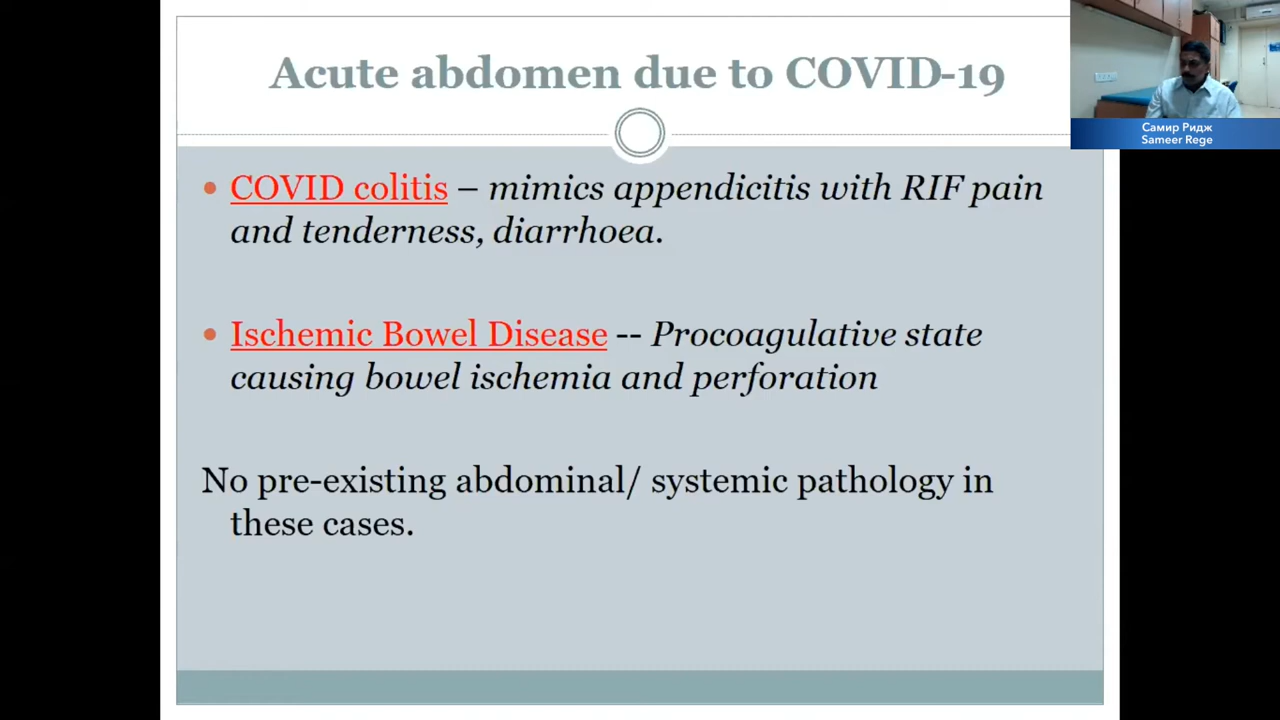 Acute abdomen due to COVID-19
Самир Ридж
Sameer Rege
• COVID colitis – mimics appendicitis with RIF pain
and tenderness, diarrhoea.
• Ischemic Bowel Disease -- Procoagulative state
causing bowel ischemia and perforation
No pre-existing abdominal/ systemic pathology in
these cases.